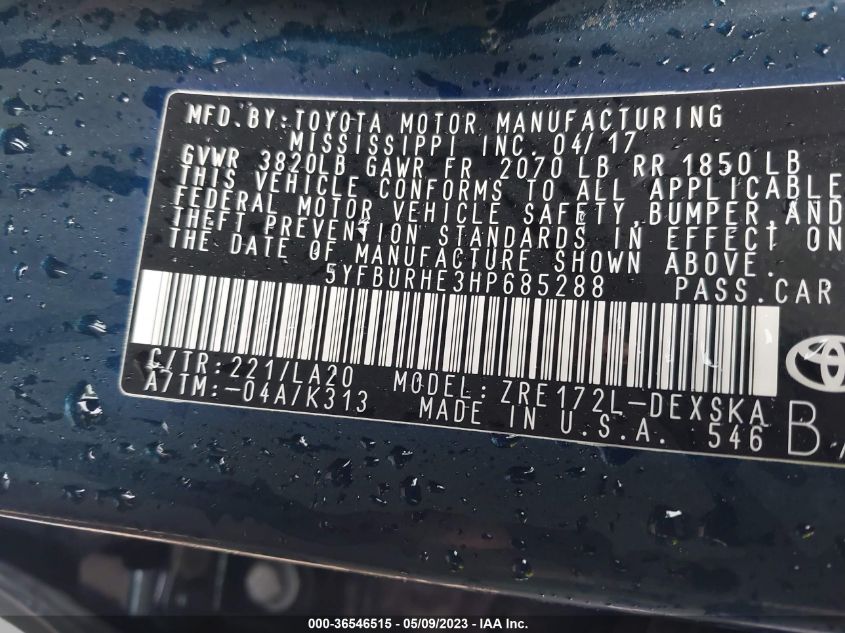 MFD.BY:TOYOTA MOTOR MANUFACTURING
MISSISSIPPI INC. 04/17
GVWR 3820LB GAWR FR 2070 LB RR 1850 LB
THIS VEHICLE CONFORMS TO ALL APPLICABLE
FEDERAL MOTOR VEHICLE SAFETY,BUMPER,AND
THEFT PREVENTION STANDARDS IN EFFECT ON
THE DATE OF MANUFACTURE SHOWN ABOVE.
5YFBURHE3HP685288 PASS.CAR
C/TR:221/LA20 MODEL:ZRE172L-DEXSKA
A/TM:-04A/K313 MADE IN U.S.A. 546 B
000-36546515 — 05/09/2023 — IAA Inc.